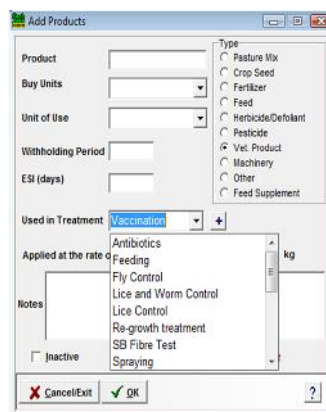 Add Products
Type
Product
Pasture Mix
Crop Seed
Buy Units
Fertilizer
Feed
Unit of Use
Herbicide/Defoliant
Pesticide
Vet. Product
Withholding Period
Machinery
Other
ESI (days)
Feed Supplement
Used in Treatment Vaccination +
Antibiotics
Feeding
Applied at the rate o kg
Fly Control
Lice and Worm Control
Notes
Lice Control
Re-growth treatment
SB Fibre Test
Inactive
Spraying
Cancel/Exit OK ?